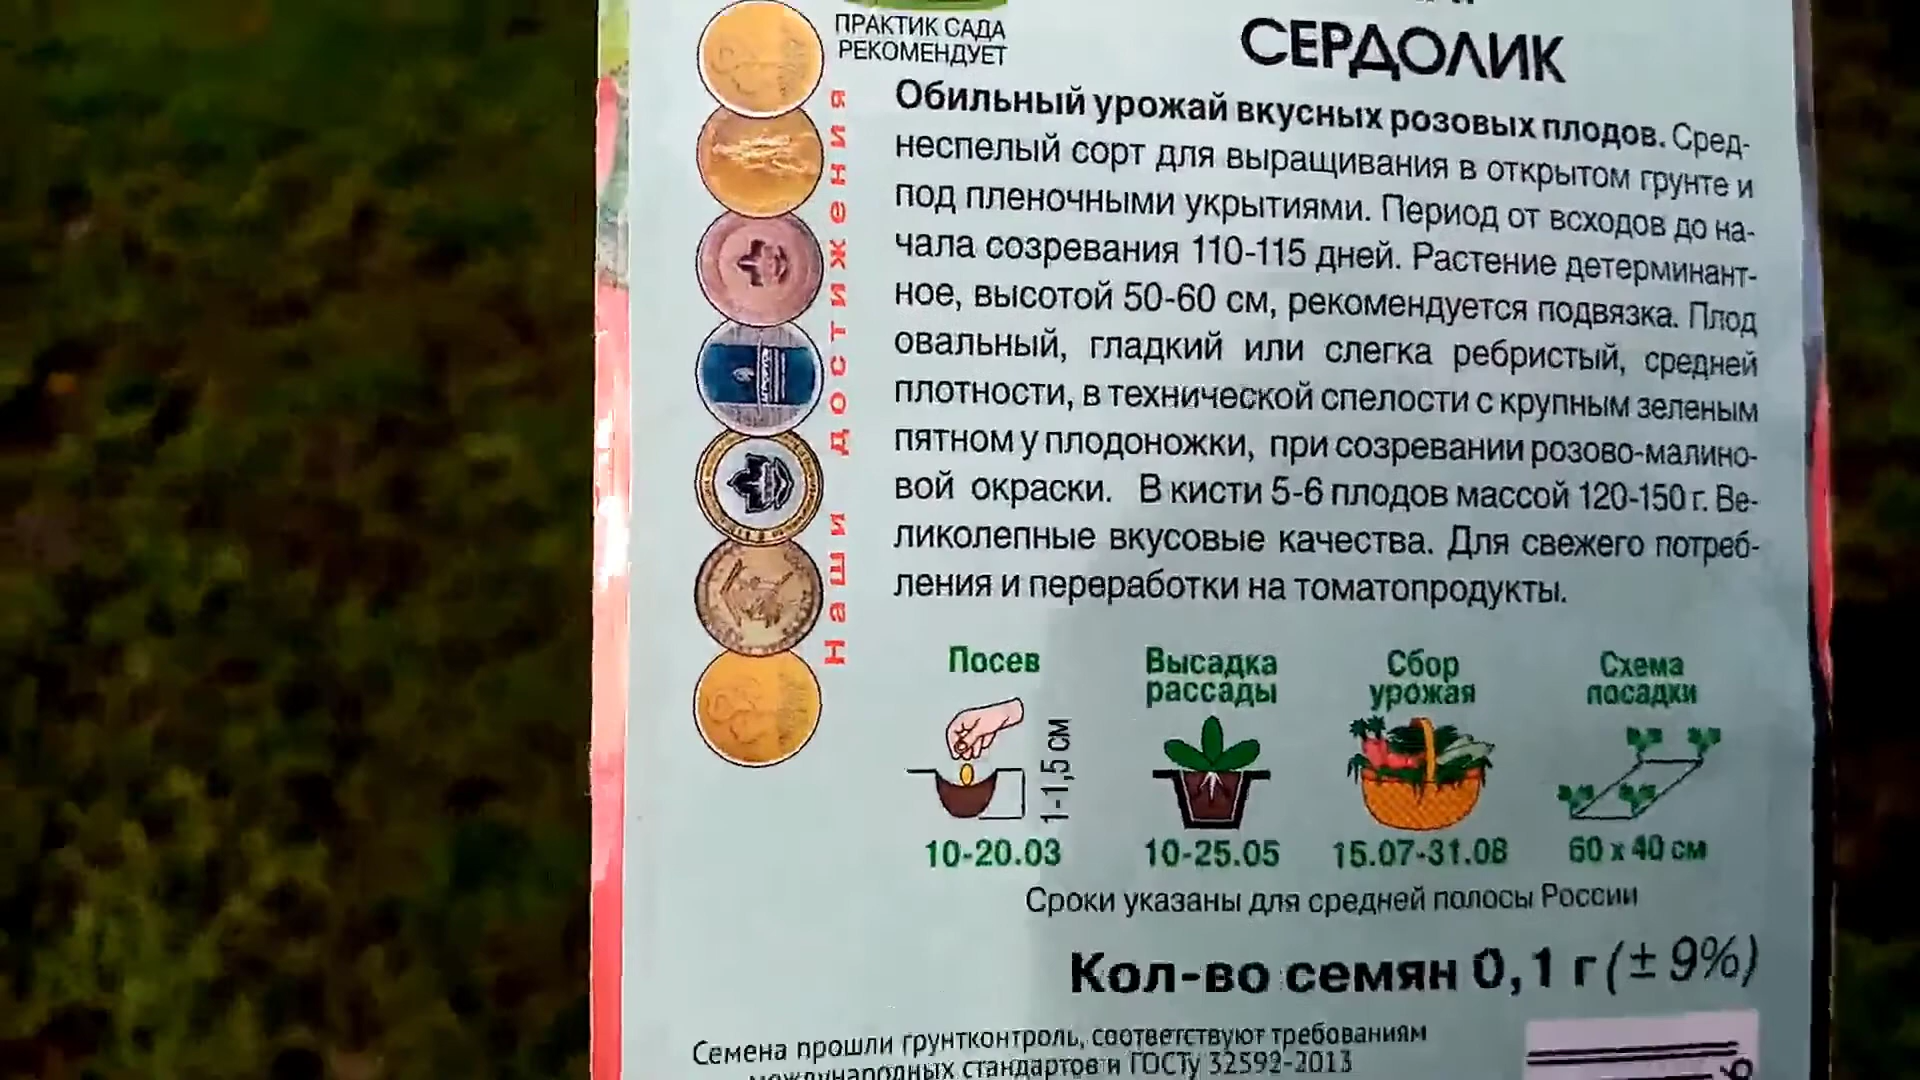 ПРАКТИК САДА
РЕКОМЕНДУЕТ
Наши достижения
СЕРДОЛИК
Обильный урожай вкусных розовых плодов. Сред-
неспелый сорт для выращивания в открытом грунте и
под пленочными укрытиями. Период от всходов до на-
чала созревания 110-115 дней. Растение детерминант-
ное, высотой 50-60 см, рекомендуется подвязка. Плод
овальный, гладкий или слегка ребристый, средней
плотности, в технической спелости с крупным зеленым
пятном у плодоножки, при созревании розово-малино-
вой окраски. В кисти 5-6 плодов массой 120-150 г. Ве-
ликолепные вкусовые качества. Для свежего потреб-
ления и переработки на томатопродукты.
Посев
1-1,5 см
10-20.03
Высадка
рассады
10-25.05
Сбор
урожая
15.07-31.08
Схема
посадки
60 x 40 см
Сроки указаны для средней полосы России
Кол-во семян 0,1 г (± 9%)
Семена прошли грунтконтроль, соответствуют требованиям
международных стандартов и ГОСТу 32592-2013